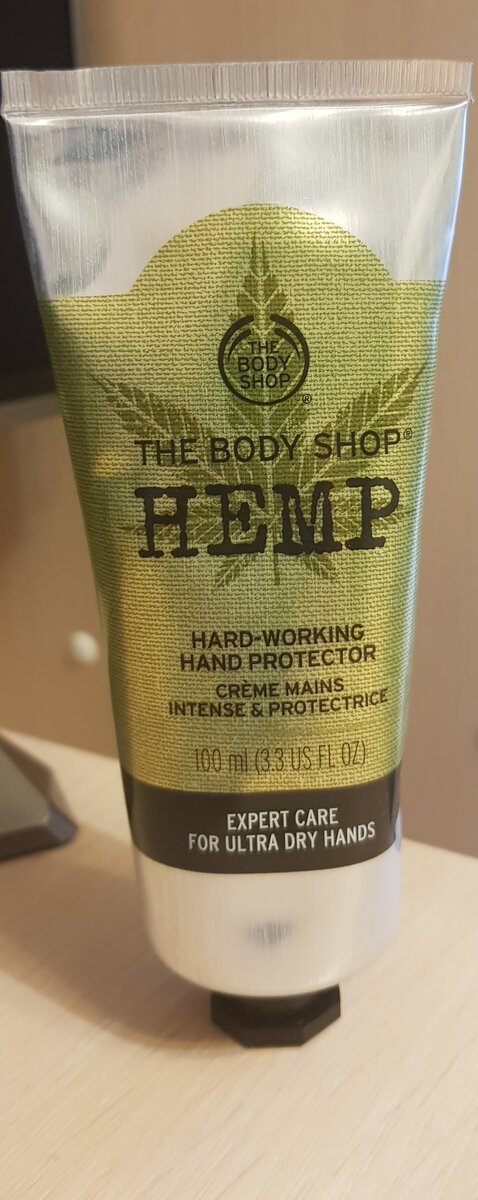 THE
BODY
SHOP
®
THE BODY SHOP®
HEMP
HARD-WORKING
HAND PROTECTOR
CRÈME MAINS
INTENSE & PROTECTRICE
100 ml (3.3 US FL OZ)
EXPERT CARE
FOR ULTRA DRY HANDS